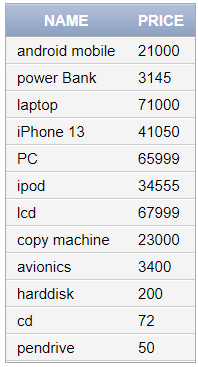 NAME PRICE
android mobile 21000
power Bank 3145
laptop 71000
iPhone 13 41050
PC 65999
ipod 34555
lcd 67999
copy machine 23000
avionics 3400
harddisk 200
cd 72
pendrive 50